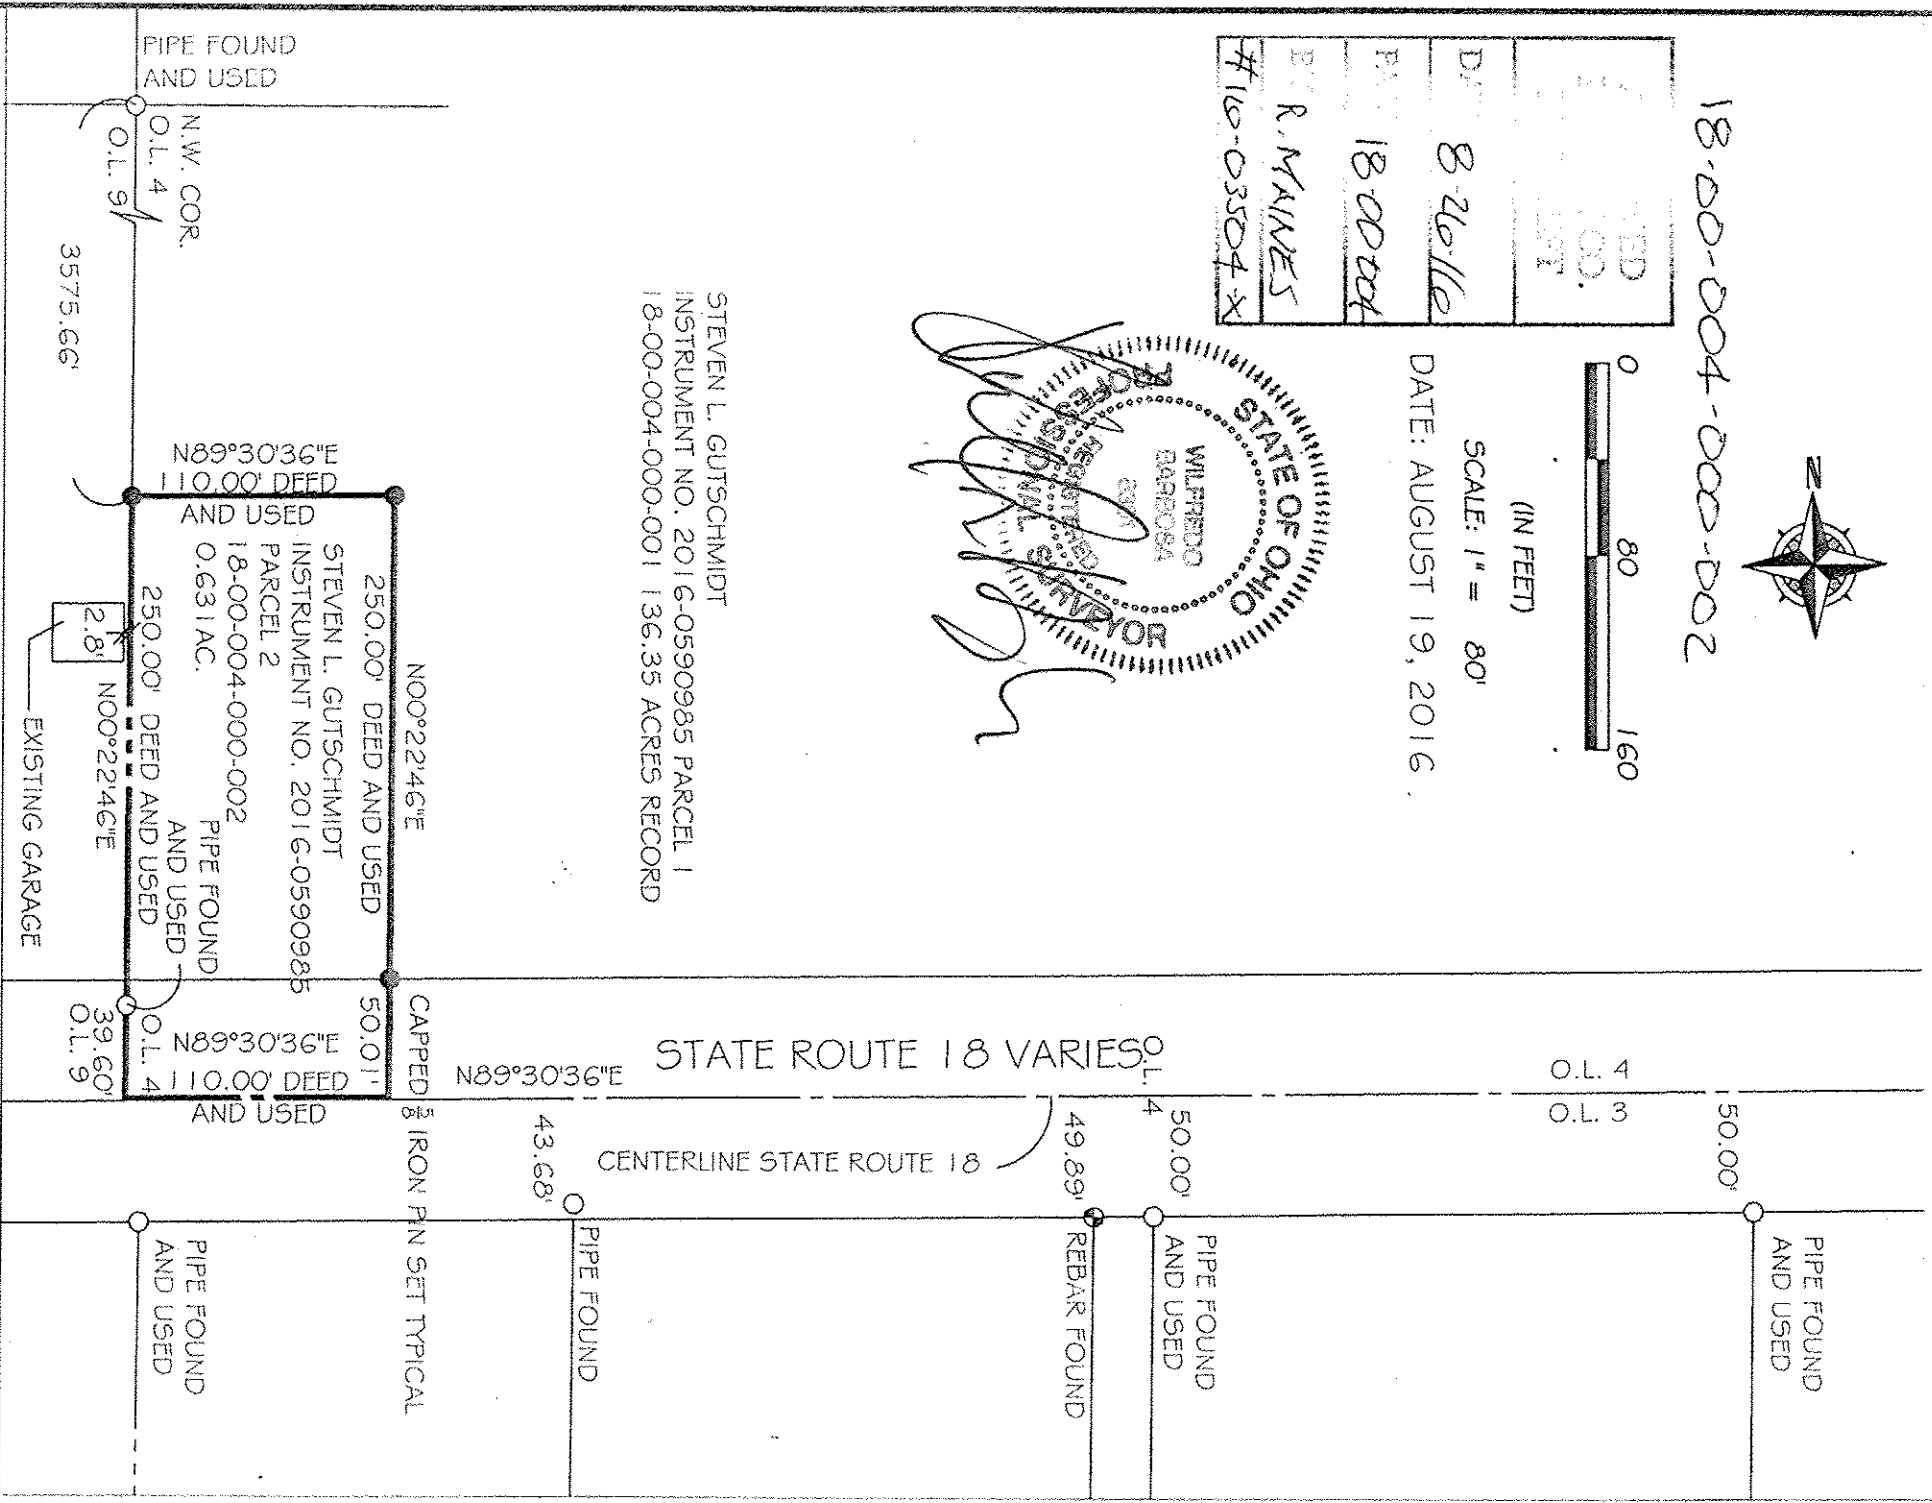 18-00-004-000-002
N
0 80 160
(IN FEET)
SCALE: 1" = 80'
DATE: AUGUST 19, 2016
CO.
8-26-16
R. MAINES
#16-03504-X
STATE OF OHIO
WILFREDO
BARBOSA
REGISTERED
PROFESSIONAL SURVEYOR
STEVEN L. GUTSCHMIDT
INSTRUMENT NO. 2016-0590985 PARCEL 1
18-00-004-000-001 136.35 ACRES RECORD
PIPE FOUND
AND USED
N.W. COR.
O.L. 4
O.L. 9
3575.66'
N89°30'36"E
110.00' DEED
AND USED
N00°22'46"E
250.00' DEED AND USED
STEVEN L. GUTSCHMIDT
INSTRUMENT NO. 2016-0590985
PARCEL 2
18-00-004-000-002
0.631 AC.
PIPE FOUND
AND USED
250.00' DEED AND USED
N00°22'46"E
2.8'
EXISTING GARAGE
50.01'
O.L. 4
39.60'
O.L. 9
N89°30'36"E
110.00' DEED
AND USED
CAPPED 5/8 IRON PIN SET TYPICAL
N89°30'36"E
STATE ROUTE 18 VARIES
O.L. 4
O.L. 4
O.L. 3
CENTERLINE STATE ROUTE 18
43.68'
49.89'
50.00'
50.00'
PIPE FOUND
AND USED
PIPE FOUND
REBAR FOUND
PIPE FOUND
AND USED
PIPE FOUND
AND USED